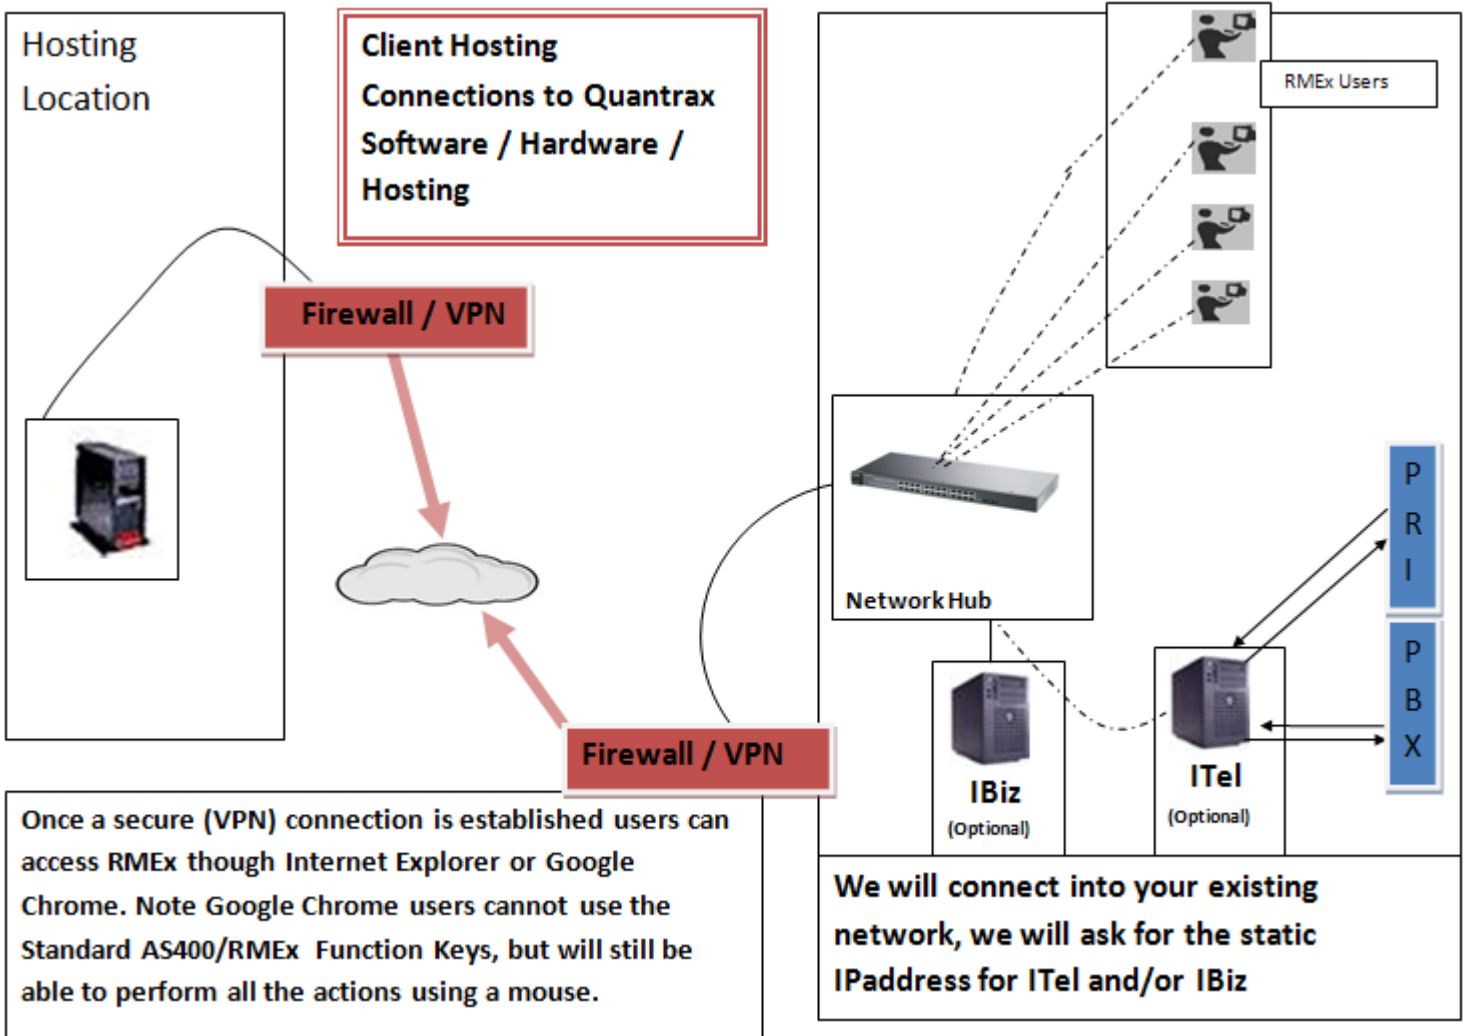 Hosting
Location
Client Hosting
Connections to Quantrax
Software / Hardware /
Hosting
RMEx Users
Firewall / VPN
Network Hub
P
R
I
P
B
X
Firewall / VPN
IBiz
(Optional)
ITel
(Optional)
Once a secure (VPN) connection is established users can
access RMEx though Internet Explorer or Google
Chrome. Note Google Chrome users cannot use the
Standard AS400/RMEx Function Keys, but will still be
able to perform all the actions using a mouse.
We will connect into your existing
network, we will ask for the static
IPaddress for ITel and/or IBiz